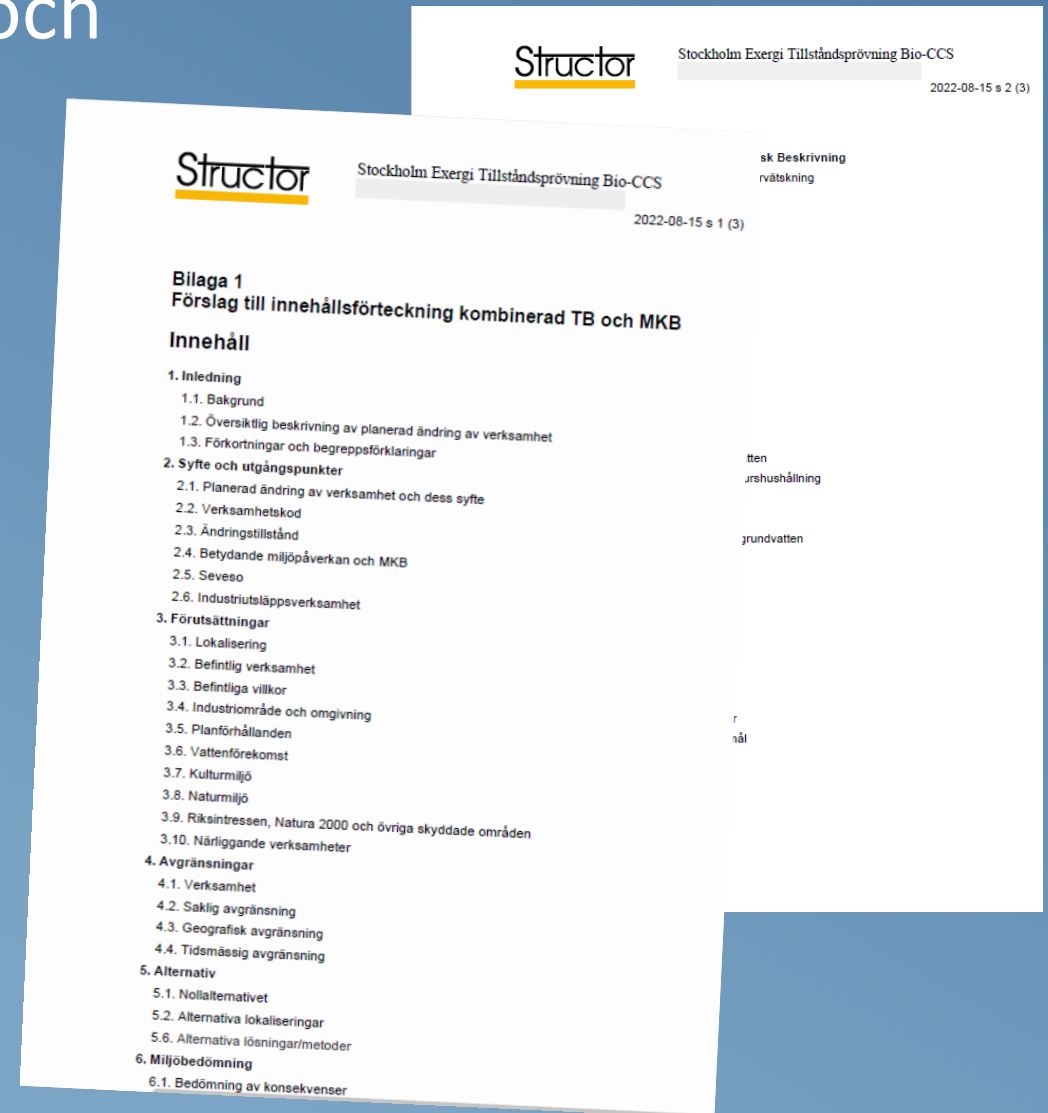 och
Structor
Stockholm Exergi Tillståndsprövning Bio-CCS
2022-08-15 s 1 (3)
Bilaga 1
Förslag till innehållsförteckning kombinerad TB och MKB
Innehåll
1. Inledning
1.1. Bakgrund
1.2. Översiktlig beskrivning av planerad ändring av verksamhet
1.3. Förkortningar och begreppsförklaringar
2. Syfte och utgångspunkter
2.1. Planerad ändring av verksamhet och dess syfte
2.2. Verksamhetskod
2.3. Ändringstillstånd
2.4. Betydande miljöpåverkan och MKB
2.5. Seveso
2.6. Industriutsläppsverksamhet
3. Förutsättningar
3.1. Lokalisering
3.2. Befintlig verksamhet
3.3. Befintliga villkor
3.4. Industriområde och omgivning
3.5. Planförhållanden
3.6. Vattenförekomst
3.7. Kulturmiljö
3.8. Naturmiljö
3.9. Riksintressen, Natura 2000 och övriga skyddade områden
3.10. Närliggande verksamheter
4. Avgränsningar
4.1. Verksamhet
4.2. Saklig avgränsning
4.3. Geografisk avgränsning
4.4. Tidsmässig avgränsning
5. Alternativ
5.1. Nollalternativet
5.2. Alternativa lokaliseringar
5.6. Alternativa lösningar/metoder
6. Miljöbedömning
6.1. Bedömning av konsekvenser
Structor
Stockholm Exergi Tillståndsprövning Bio-CCS
2022-08-15 s 2 (3)
sk Beskrivning
rvätskning
tten
urshushållning
grundvatten
r
nål